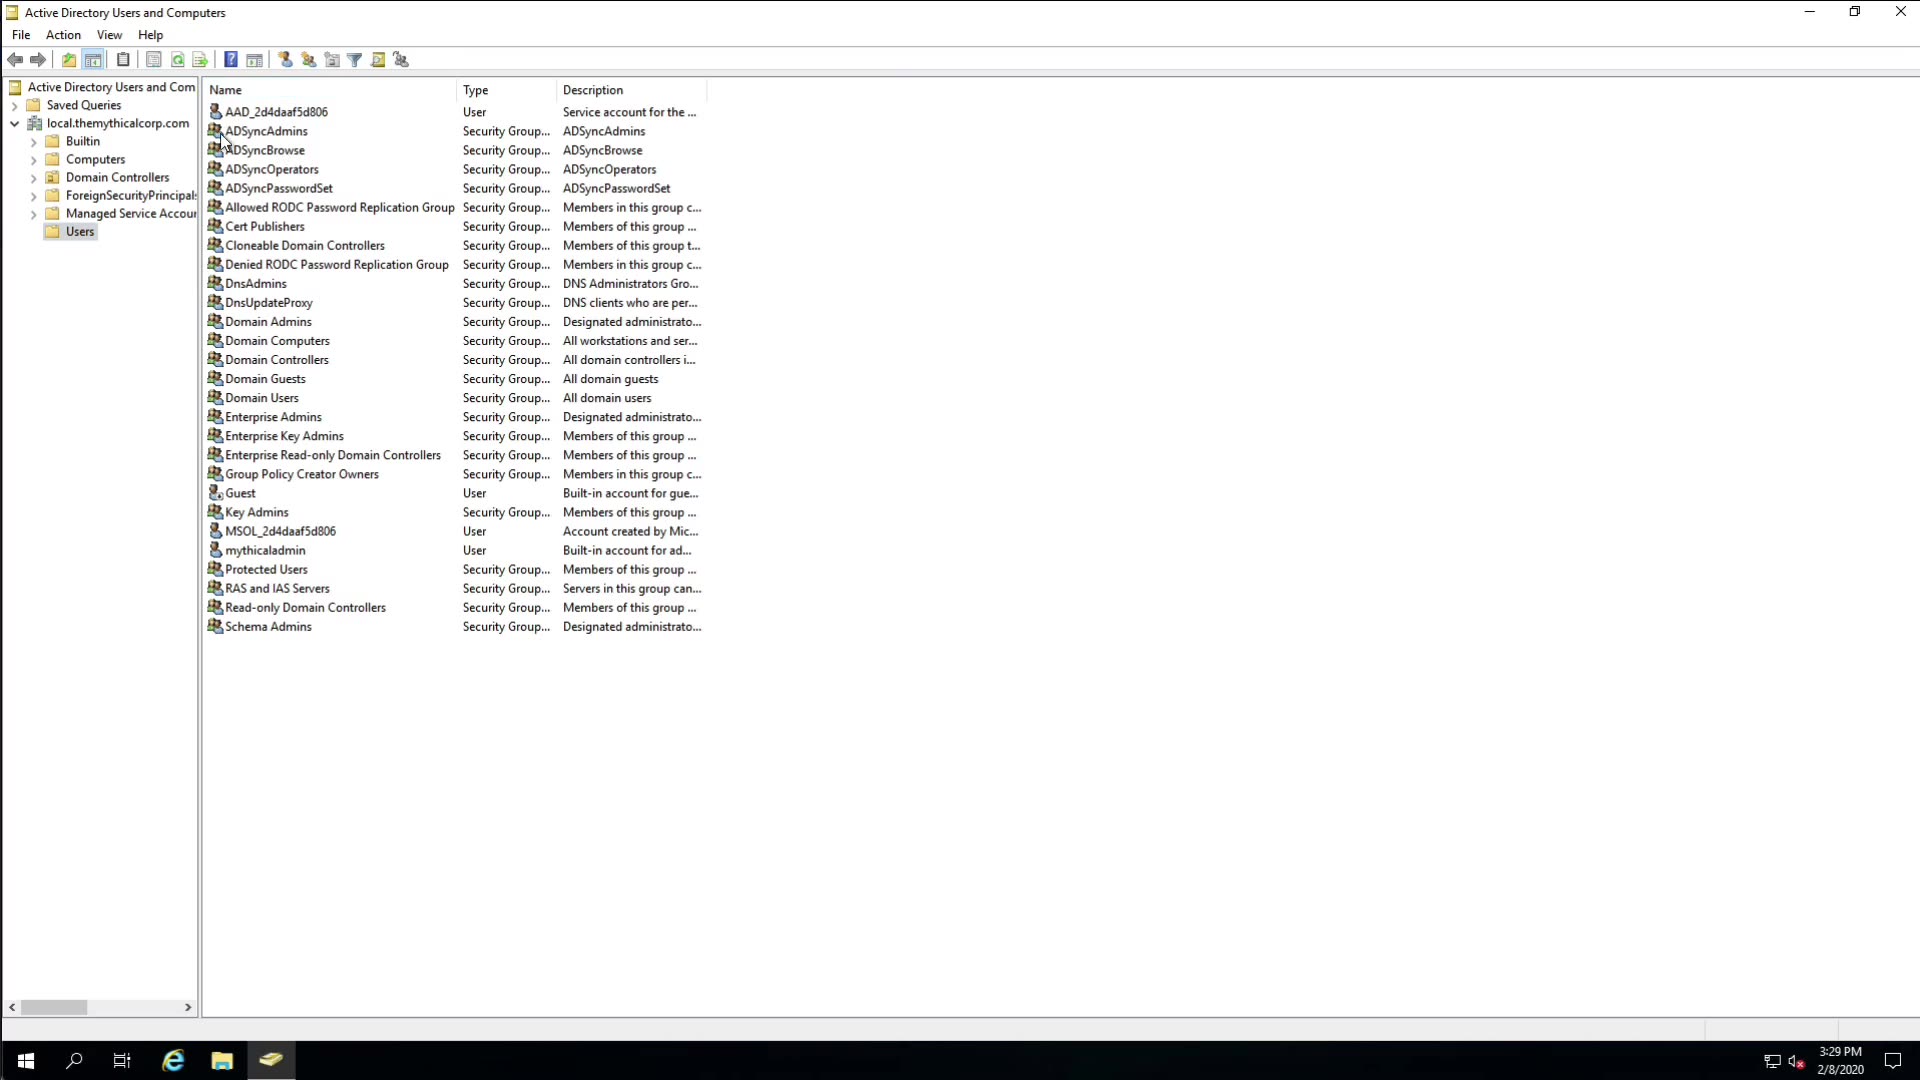 Active Directory Users and Computers
File Action View Help
Active Directory Users and Com
Saved Queries
local.themythicalcorp.com
Builtin
Computers
Domain Controllers
ForeignSecurityPrincipals
Managed Service Accour
Users
Name Type Description
AAD_2d4daaf5d806 User Service account for the ...
ADSyncAdmins Security Group... ADSyncAdmins
ADSyncBrowse Security Group... ADSyncBrowse
ADSyncOperators Security Group... ADSyncOperators
ADSyncPasswordSet Security Group... ADSyncPasswordSet
Allowed RODC Password Replication Group Security Group... Members in this group c...
Cert Publishers Security Group... Members of this group ...
Cloneable Domain Controllers Security Group... Members of this group t...
Denied RODC Password Replication Group Security Group... Members in this group c...
DnsAdmins Security Group... DNS Administrators Gro...
DnsUpdateProxy Security Group... DNS clients who are per...
Domain Admins Security Group... Designated administrato...
Domain Computers Security Group... All workstations and ser...
Domain Controllers Security Group... All domain controllers i...
Domain Guests Security Group... All domain guests
Domain Users Security Group... All domain users
Enterprise Admins Security Group... Designated administrato...
Enterprise Key Admins Security Group... Members of this group ...
Enterprise Read-only Domain Controllers Security Group... Members of this group ...
Group Policy Creator Owners Security Group... Members in this group c...
Guest User Built-in account for gue...
Key Admins Security Group... Members of this group ...
MSOL_2d4daaf5d806 User Account created by Mic...
mythicaladmin User Built-in account for ad...
Protected Users Security Group... Members of this group ...
RAS and IAS Servers Security Group... Servers in this group can...
Read-only Domain Controllers Security Group... Members of this group ...
Schema Admins Security Group... Designated administrato...
3:29 PM
2/8/2020